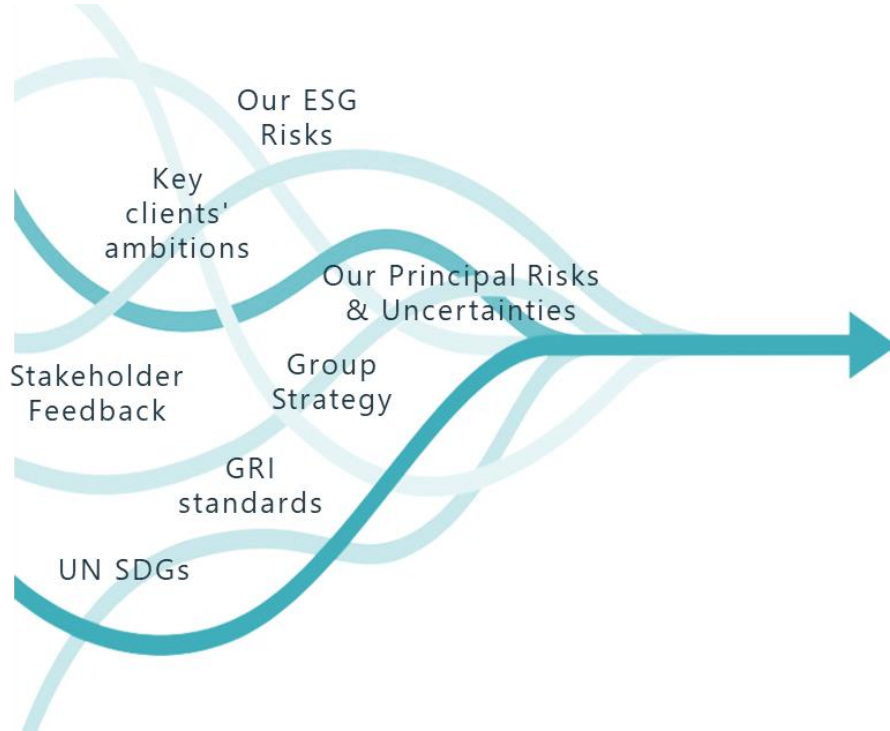 Our ESG
Risks
Key
clients'
ambitions
Our Principal Risks
& Uncertainties
Stakeholder
Feedback
Group
Strategy
GRI
standards
UN SDGs